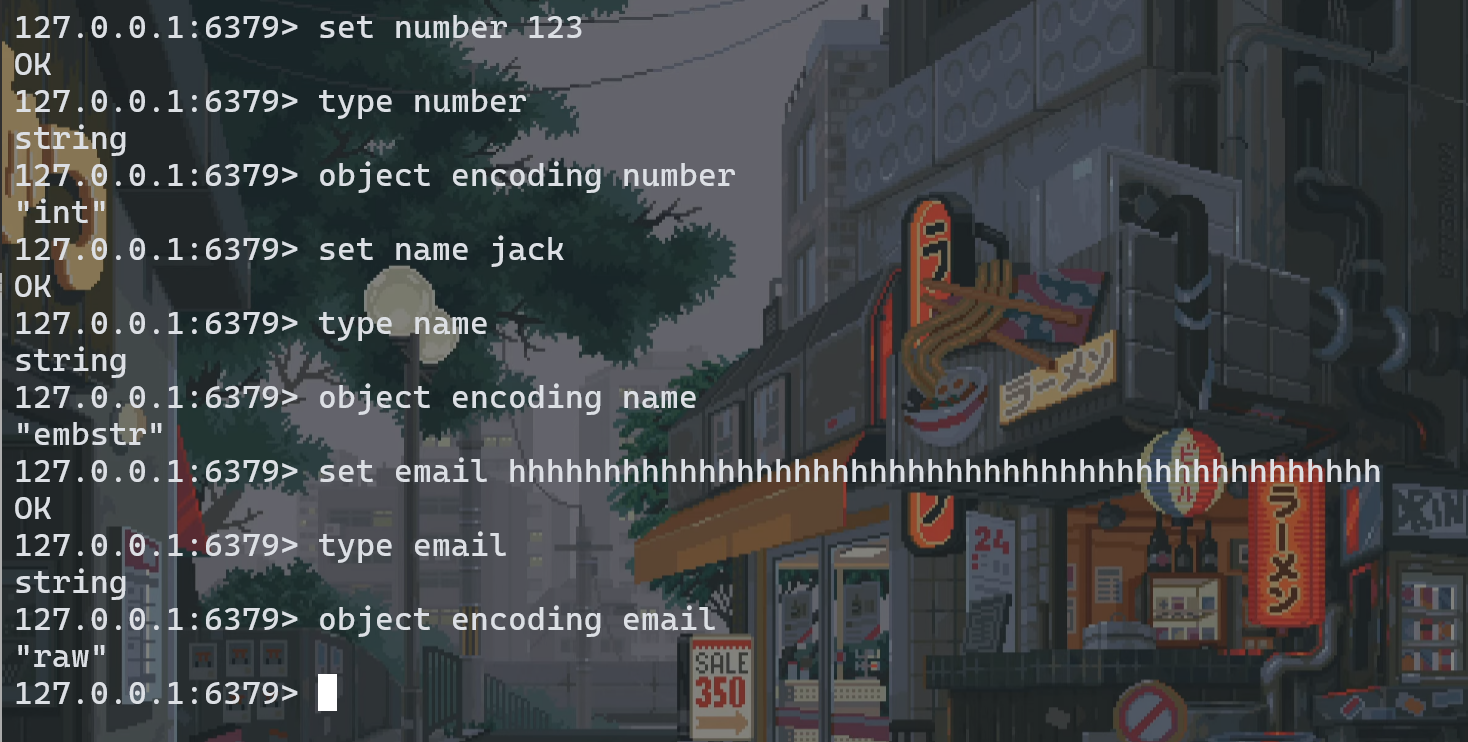 127.0.0.1:6379> set number 123
OK
127.0.0.1:6379> type number
string
127.0.0.1:6379> object encoding number
"int"
127.0.0.1:6379> set name jack
OK
127.0.0.1:6379> type name
string
127.0.0.1:6379> object encoding name
"embstr"
127.0.0.1:6379> set email hhhhhhhhhhhhhhhhhhhhhhhhhhhhhhhhhhhhhhhhhhhhhh
OK
127.0.0.1:6379> type email
string
127.0.0.1:6379> object encoding email
"raw"
127.0.0.1:6379>
ラーメン
ビール
ラーメン
24
SALE
350